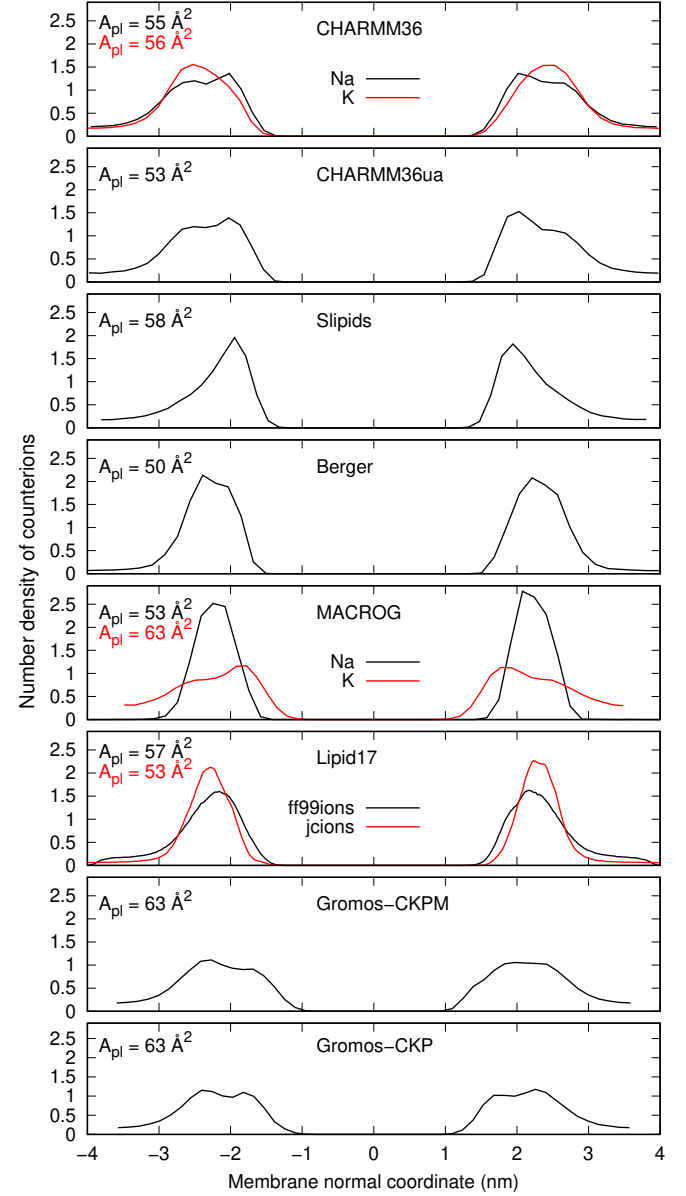 Number density of counterions
2.5
2
1.5
1
0.5
0
A_pl = 55 Å^2
A_pl = 56 Å^2
CHARMM36
Na
K
2.5
2
1.5
1
0.5
0
A_pl = 53 Å^2
CHARMM36ua
2.5
2
1.5
1
0.5
0
A_pl = 58 Å^2
Slipids
2.5
2
1.5
1
0.5
0
A_pl = 50 Å^2
Berger
2.5
2
1.5
1
0.5
0
A_pl = 53 Å^2
A_pl = 63 Å^2
MACROG
Na
K
2.5
2
1.5
1
0.5
0
A_pl = 57 Å^2
A_pl = 53 Å^2
Lipid17
ff99ions
jcions
2.5
2
1.5
1
0.5
0
A_pl = 63 Å^2
Gromos−CKPM
2.5
2
1.5
1
0.5
0
A_pl = 63 Å^2
Gromos−CKP
−4 −3 −2 −1 0 1 2 3 4
Membrane normal coordinate (nm)